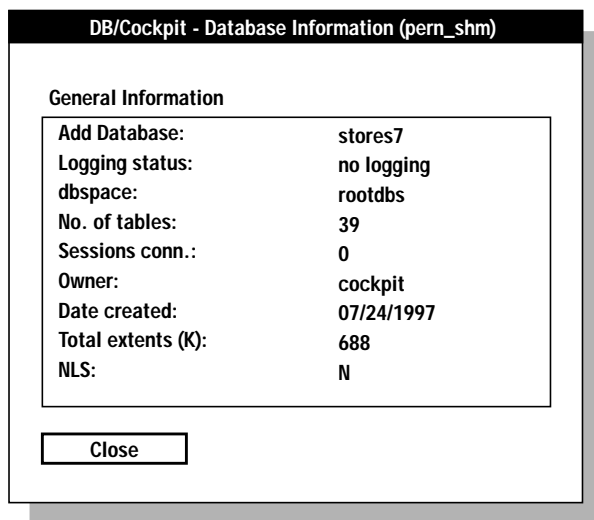 DB/Cockpit - Database Information (pern_shm)
General Information
Add Database: stores7
Logging status: no logging
dbspace: rootdbs
No. of tables: 39
Sessions conn.: 0
Owner: cockpit
Date created: 07/24/1997
Total extents (K): 688
NLS: N
Close